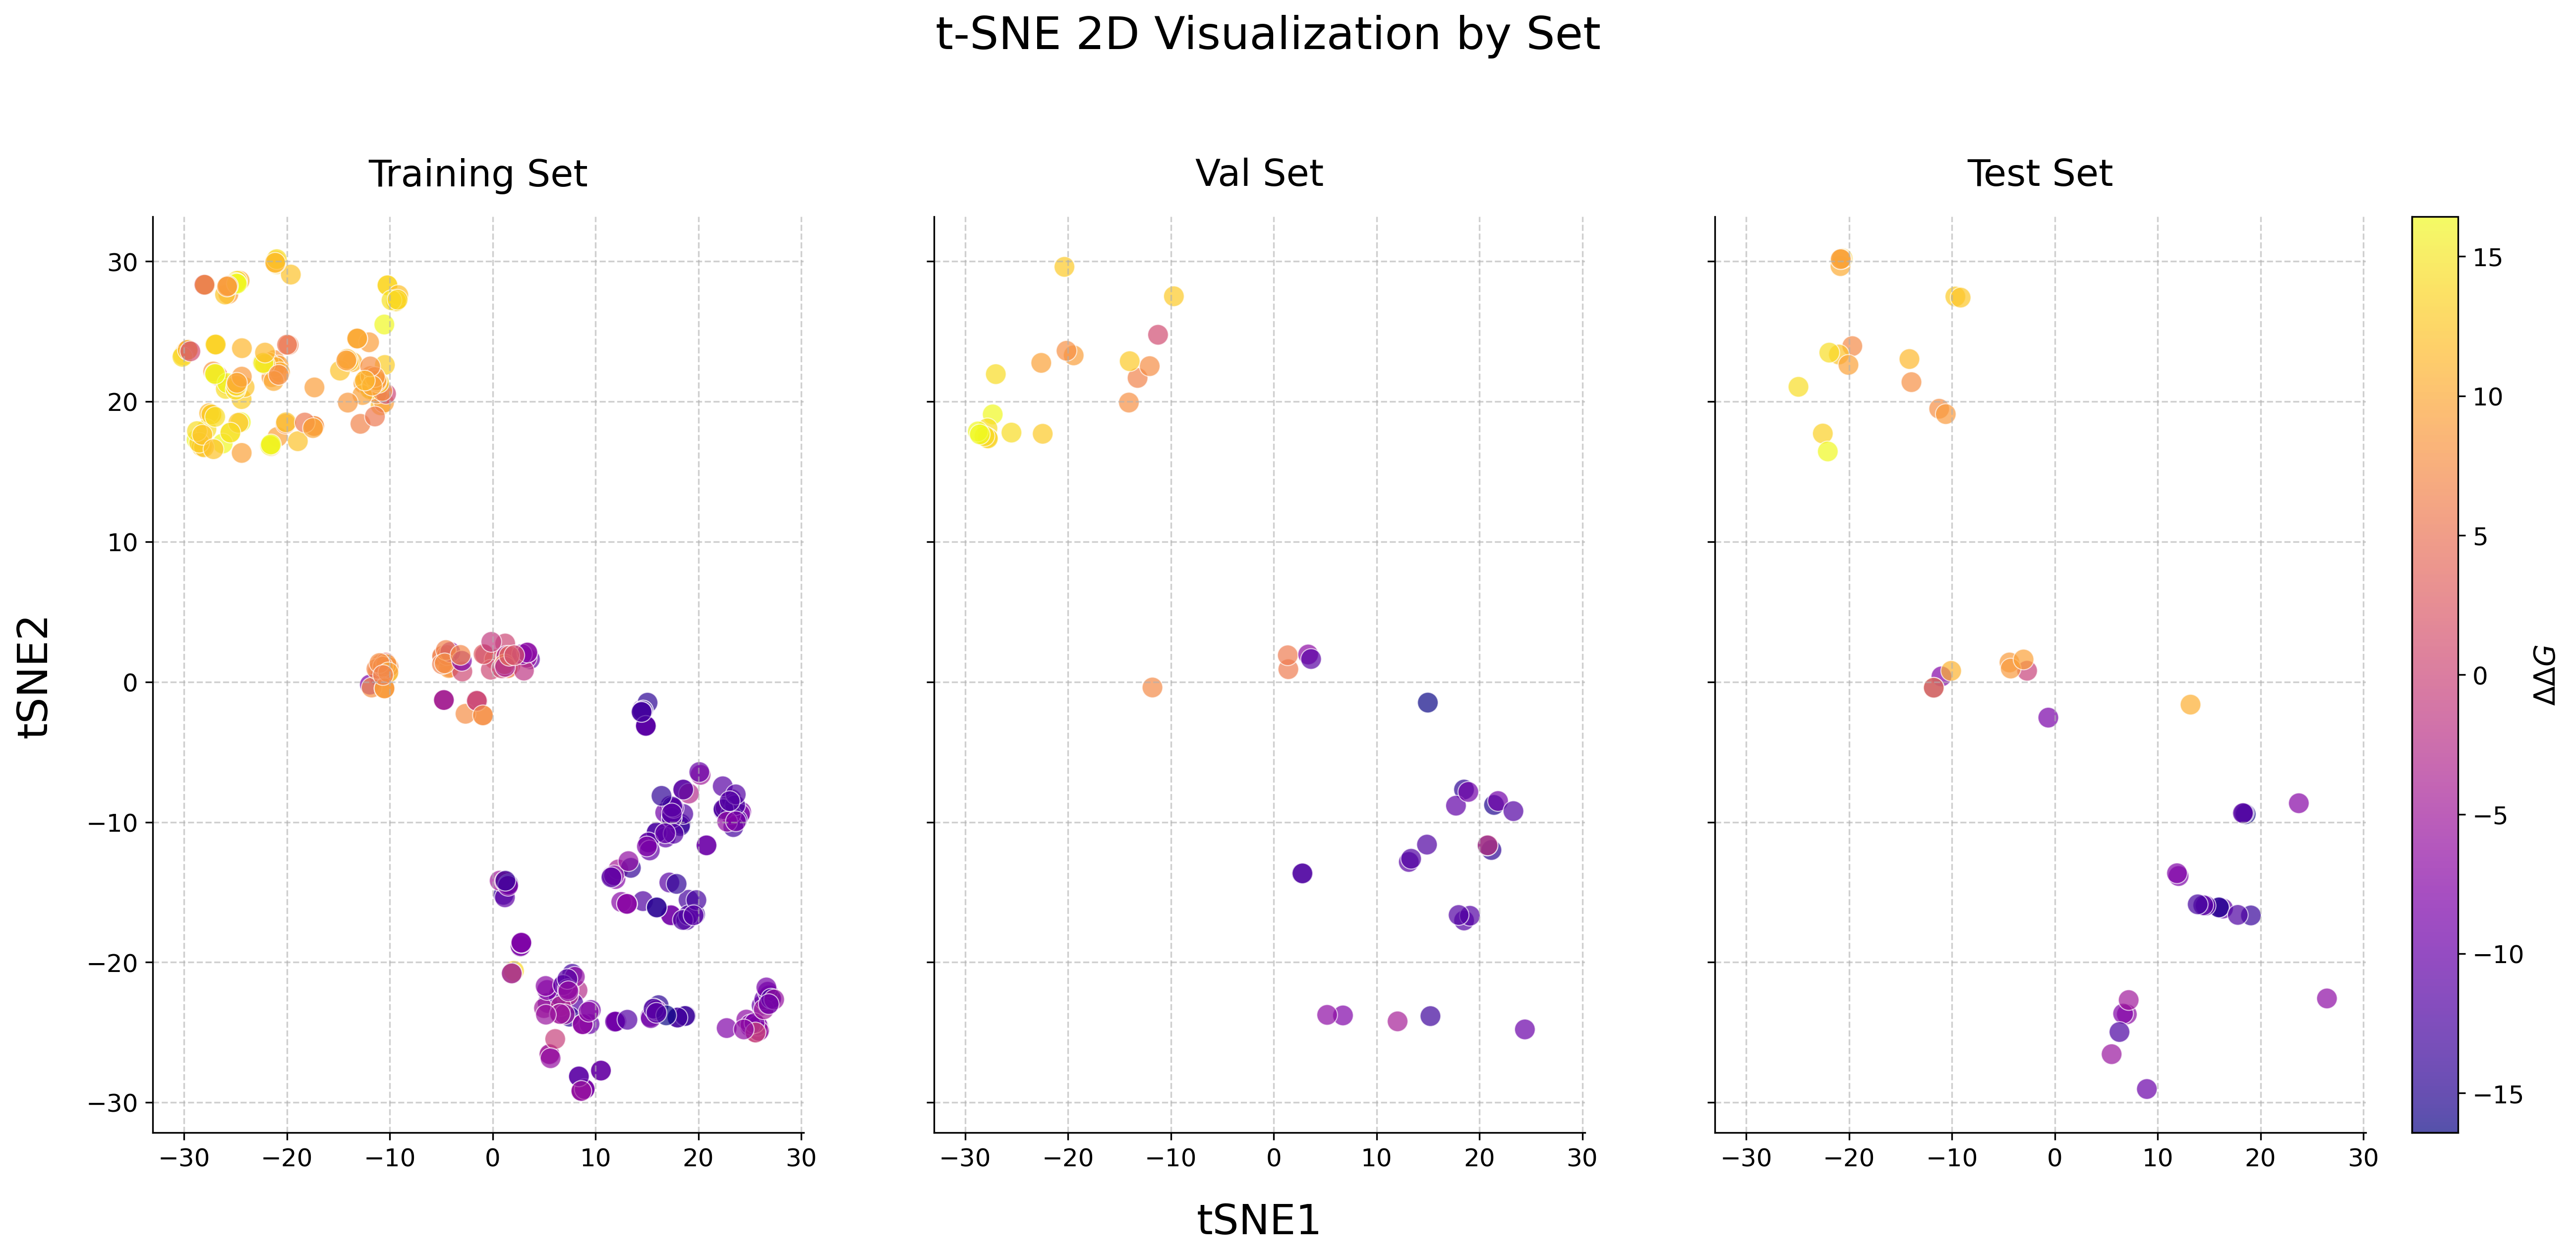 t-SNE 2D Visualization by Set
Training Set
Val Set
Test Set
30
20
10
0
−10
−20
−30
tSNE2
−30 −20 −10 0 10 20 30
−30 −20 −10 0 10 20 30
−30 −20 −10 0 10 20 30
tSNE1
15
10
5
0
−5
−10
−15
ΔΔG